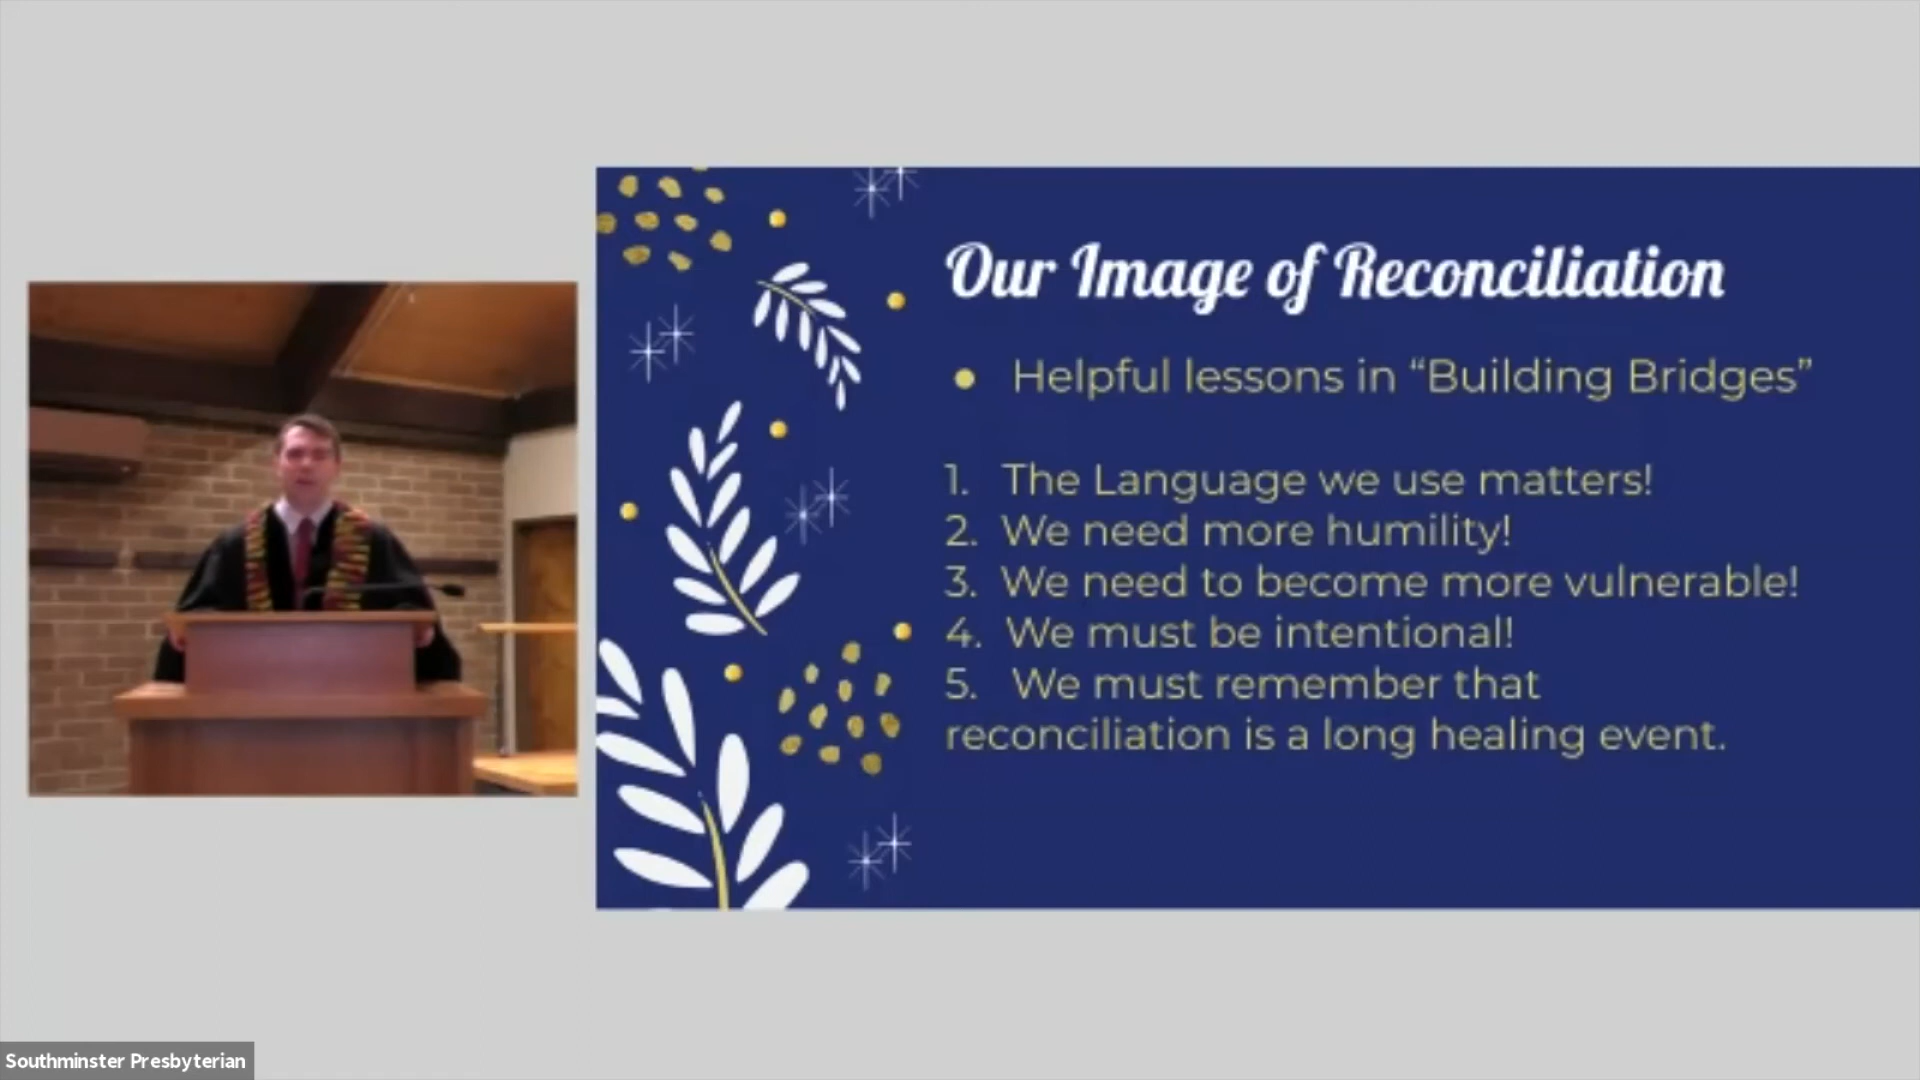 Our Image of Reconciliation
● Helpful lessons in “Building Bridges”
1. The Language we use matters!
2. We need more humility!
3. We need to become more vulnerable!
4. We must be intentional!
5. We must remember that
reconciliation is a long healing event.
Southminster Presbyterian